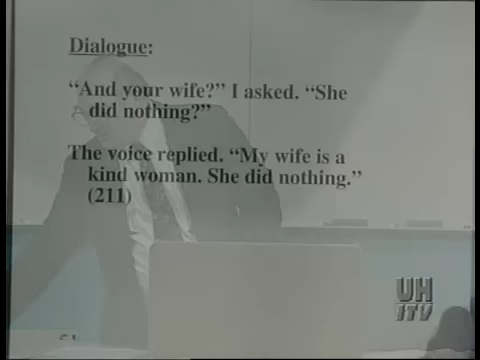 Dialogue:
“And your wife?” I asked. “She
did nothing?”
The voice replied. “My wife is a
kind woman. She did nothing.”
(211)
UH
ITV